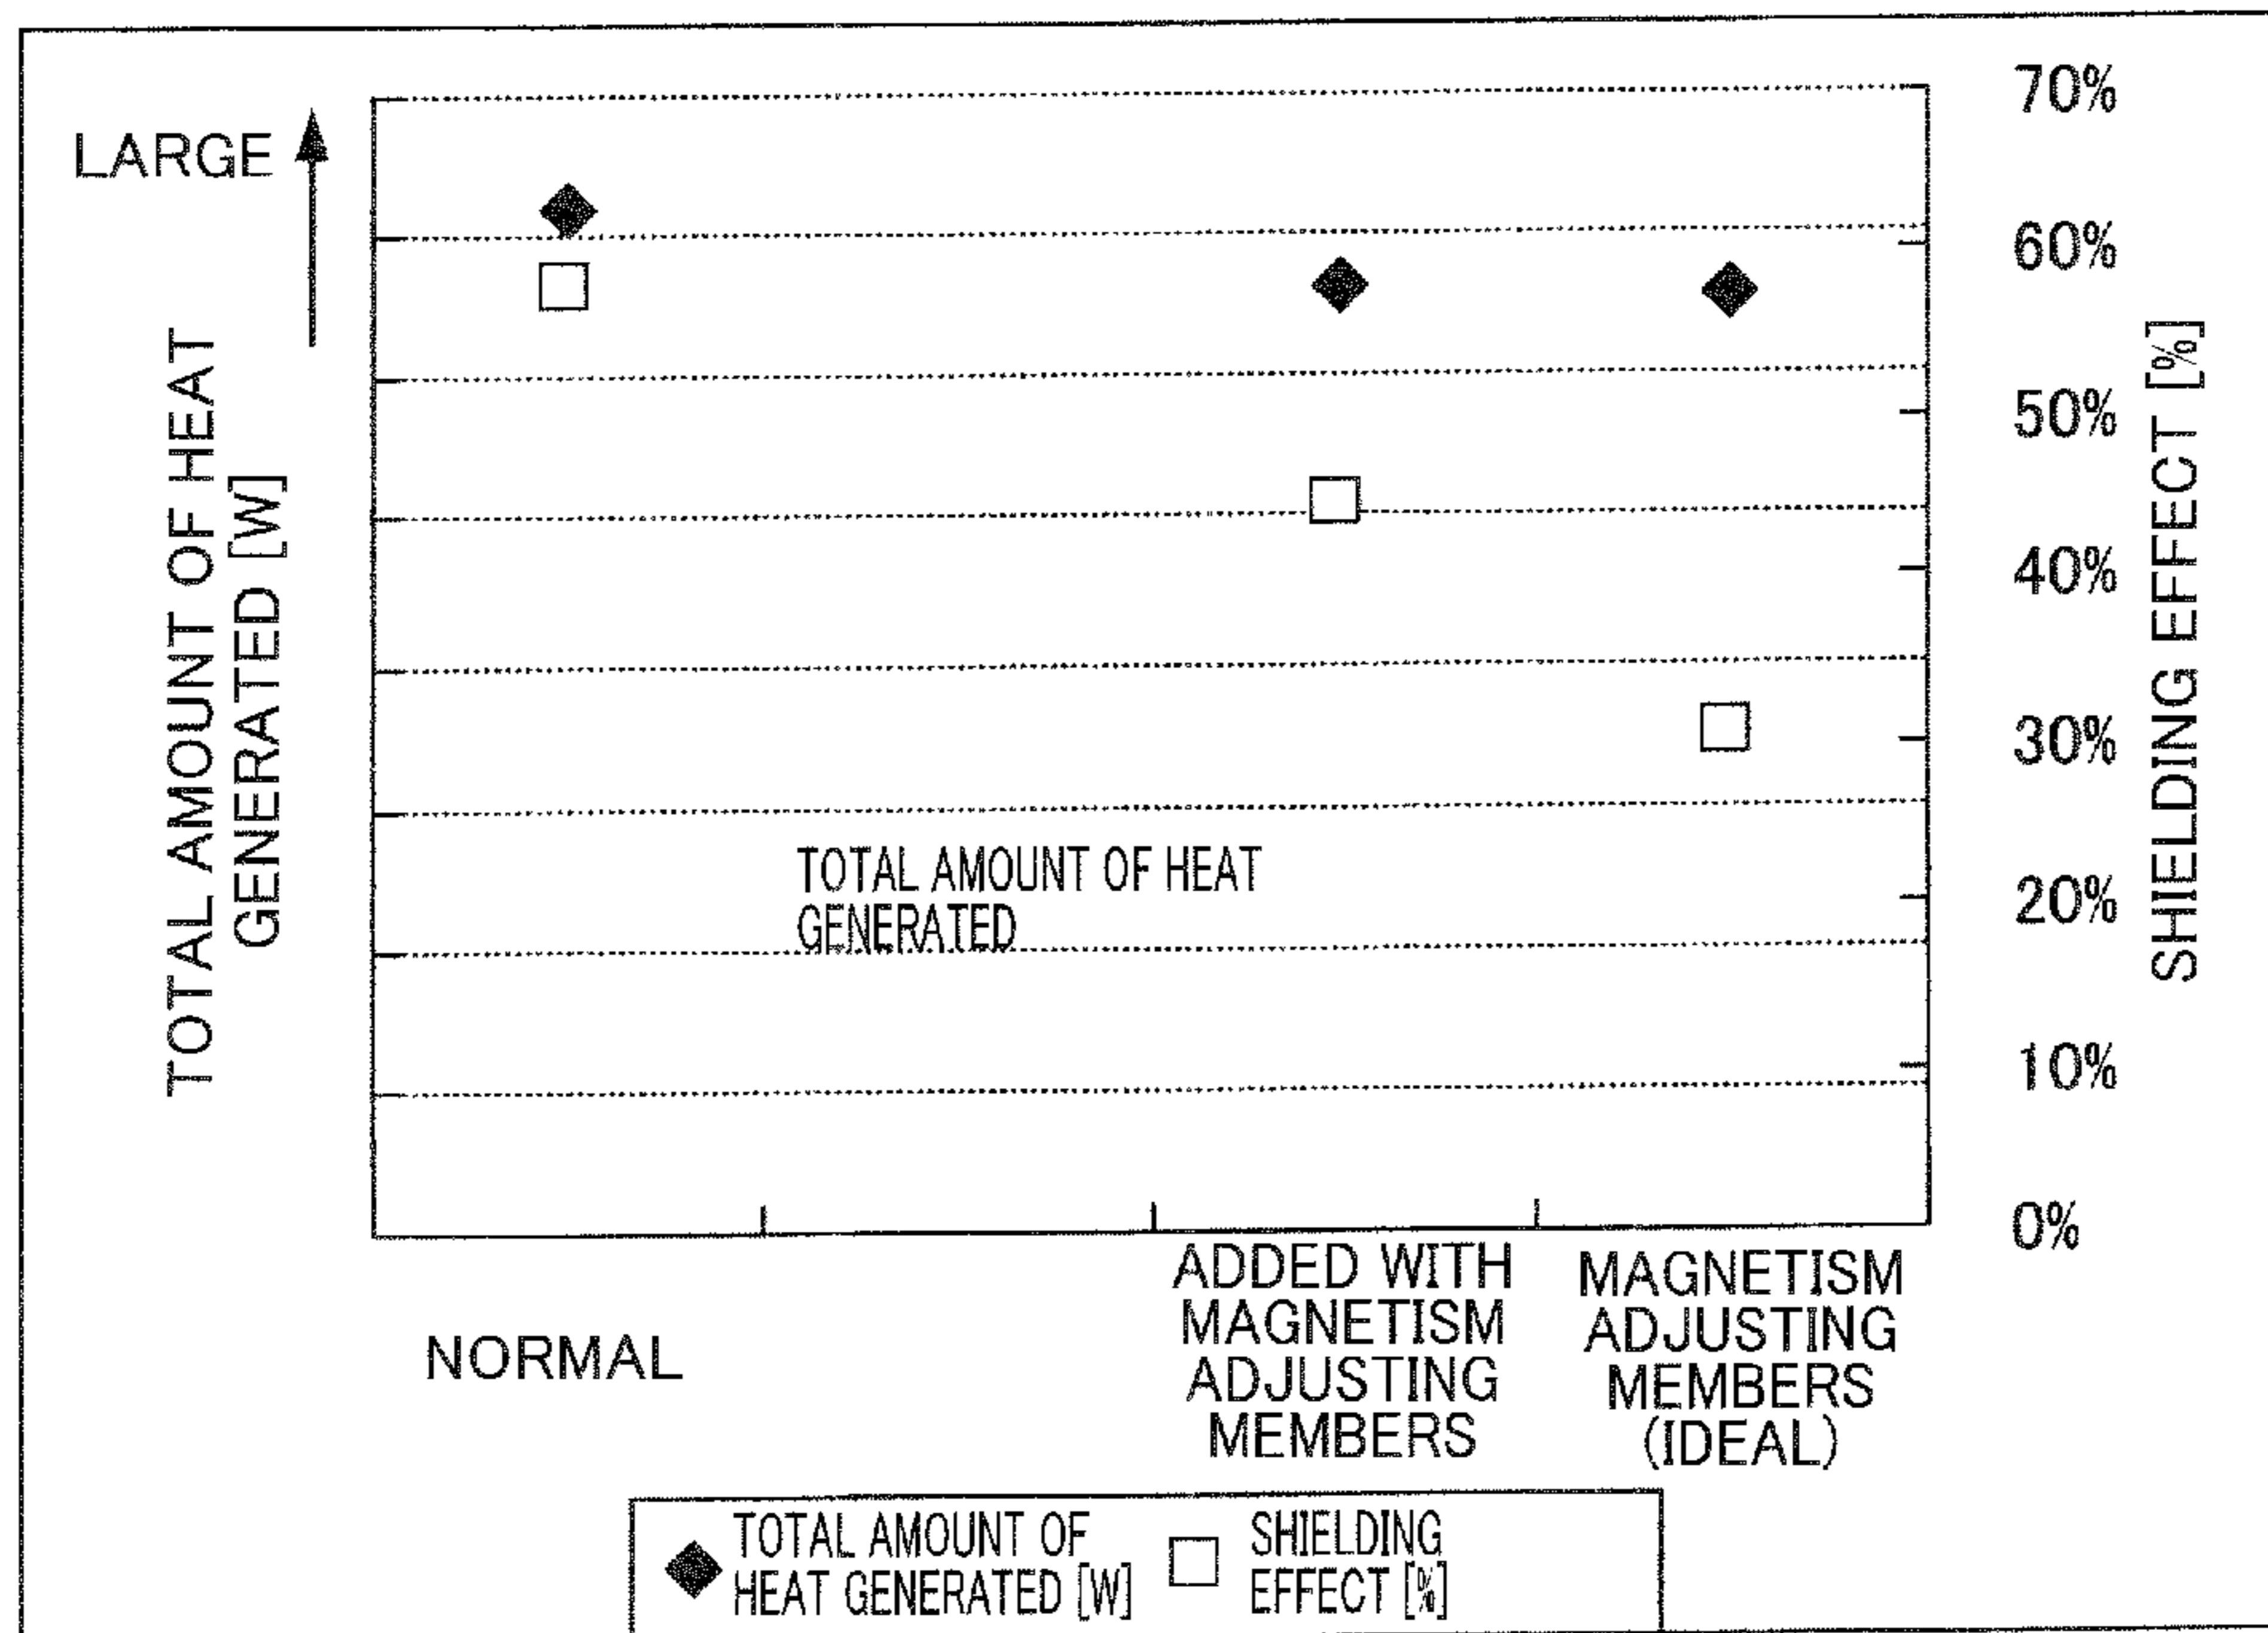 LARGE
TOTAL AMOUNT OF HEAT
GENERATED [W]
70%
60%
50%
40%
30%
20%
10%
0%
SHIELDING EFFECT [%]
TOTAL AMOUNT OF HEAT
GENERATED
NORMAL
ADDED WITH
MAGNETISM
ADJUSTING
MEMBERS
MAGNETISM
ADJUSTING
MEMBERS
(IDEAL)
TOTAL AMOUNT OF
HEAT GENERATED [W]
SHIELDING
EFFECT [%]